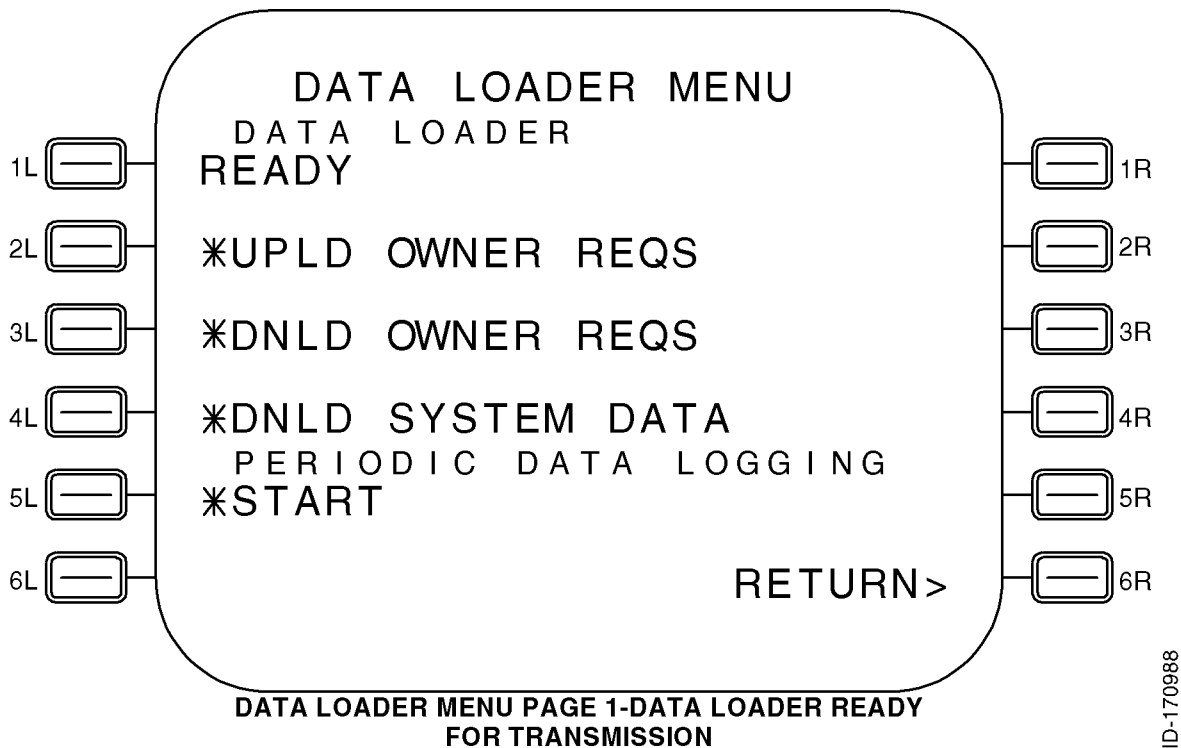 DATA LOADER MENU
DATA LOADER
1L READY 1R
2L *UPLD OWNER REQS 2R
3L *DNLD OWNER REQS 3R
4L *DNLD SYSTEM DATA 4R
PERIODIC DATA LOGGING
5L *START 5R
6L RETURN> 6R
DATA LOADER MENU PAGE 1-DATA LOADER READY
FOR TRANSMISSION
ID-170988